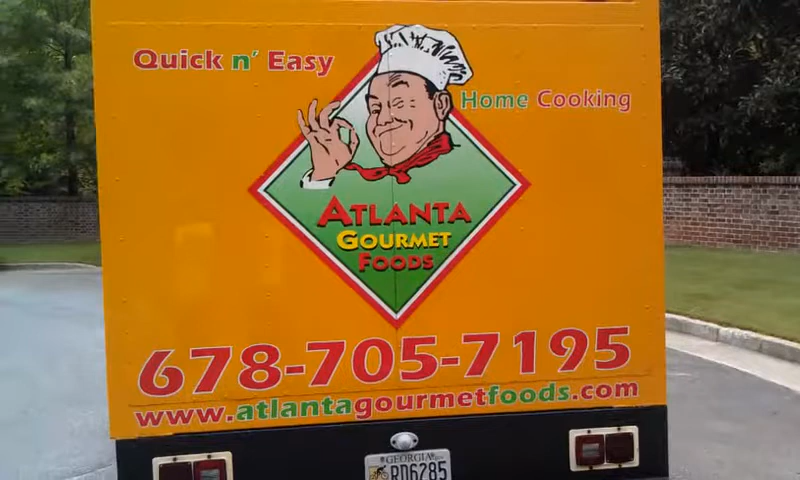 Quick n' Easy
Home Cooking
ATLANTA
GOURMET
FOODS
678-705-7195
www.atlantagourmetfoods.com
GEORGIA
RD6285